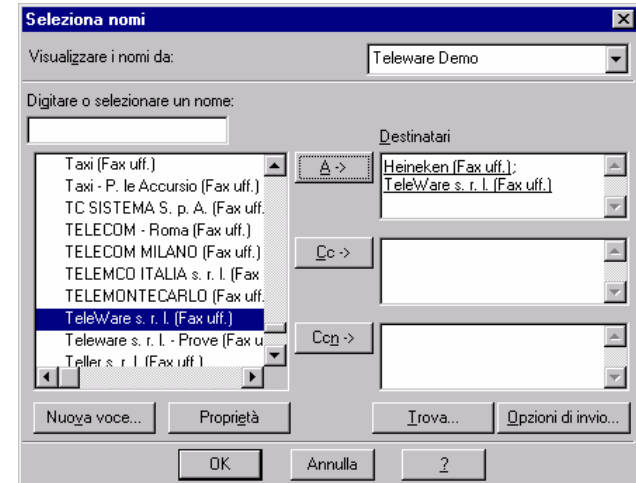 Seleziona nomi
Visualizzare i nomi da:
Teleware Demo
Digitare o selezionare un nome:
Destinatari
Taxi (Fax uff.)
Taxi - P. le Accursio (Fax uff.)
TC SISTEMA S. p. A. (Fax uff.
TELECOM - Roma (Fax uff.)
TELECOM MILANO (Fax uff.)
TELEMCO ITALIA s. r. l. (Fax
TELEMONTECARLO (Fax uff.
TeleWare s. r. l. (Fax uff.)
Teleware s. r. l. - Prove (Fax u
Teller s. r. l. (Fax uff.)
A ->
Heineken (Fax uff.);
TeleWare s. r. l. (Fax uff.)
Cc ->
Ccn ->
Nuova voce...
Proprietà
Trova...
Opzioni di invio...
OK
Annulla
?